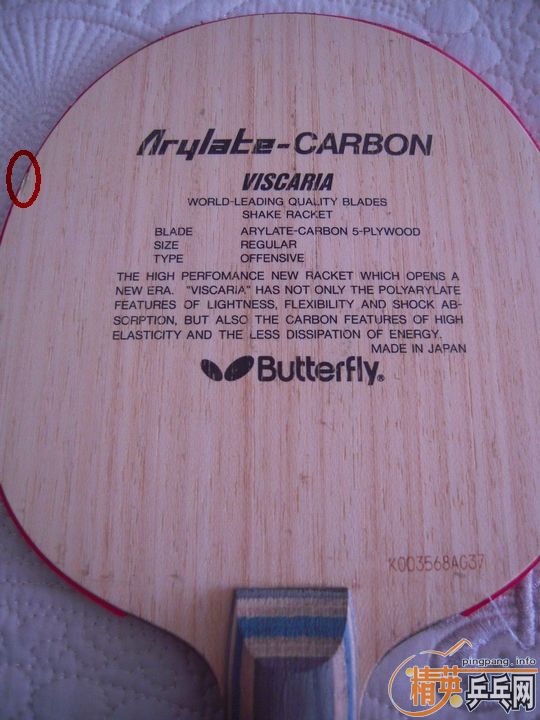 Arylate-CARBON
VISCARIA
WORLD-LEADING QUALITY BLADES
SHAKE RACKET
BLADE ARYLATE-CARBON 5-PLYWOOD
SIZE REGULAR
TYPE OFFENSIVE
THE HIGH PERFOMANCE NEW RACKET WHICH OPENS A
NEW ERA. "VISCARIA" HAS NOT ONLY THE POLYARYLATE
FEATURES OF LIGHTNESS, FLEXIBILITY AND SHOCK AB-
SORPTION, BUT ALSO THE CARBON FEATURES OF HIGH
ELASTICITY AND THE LESS DISSIPATION OF ENERGY.
MADE IN JAPAN
Butterfly®
K003568AG37
pingpang.info
精英乒乓网